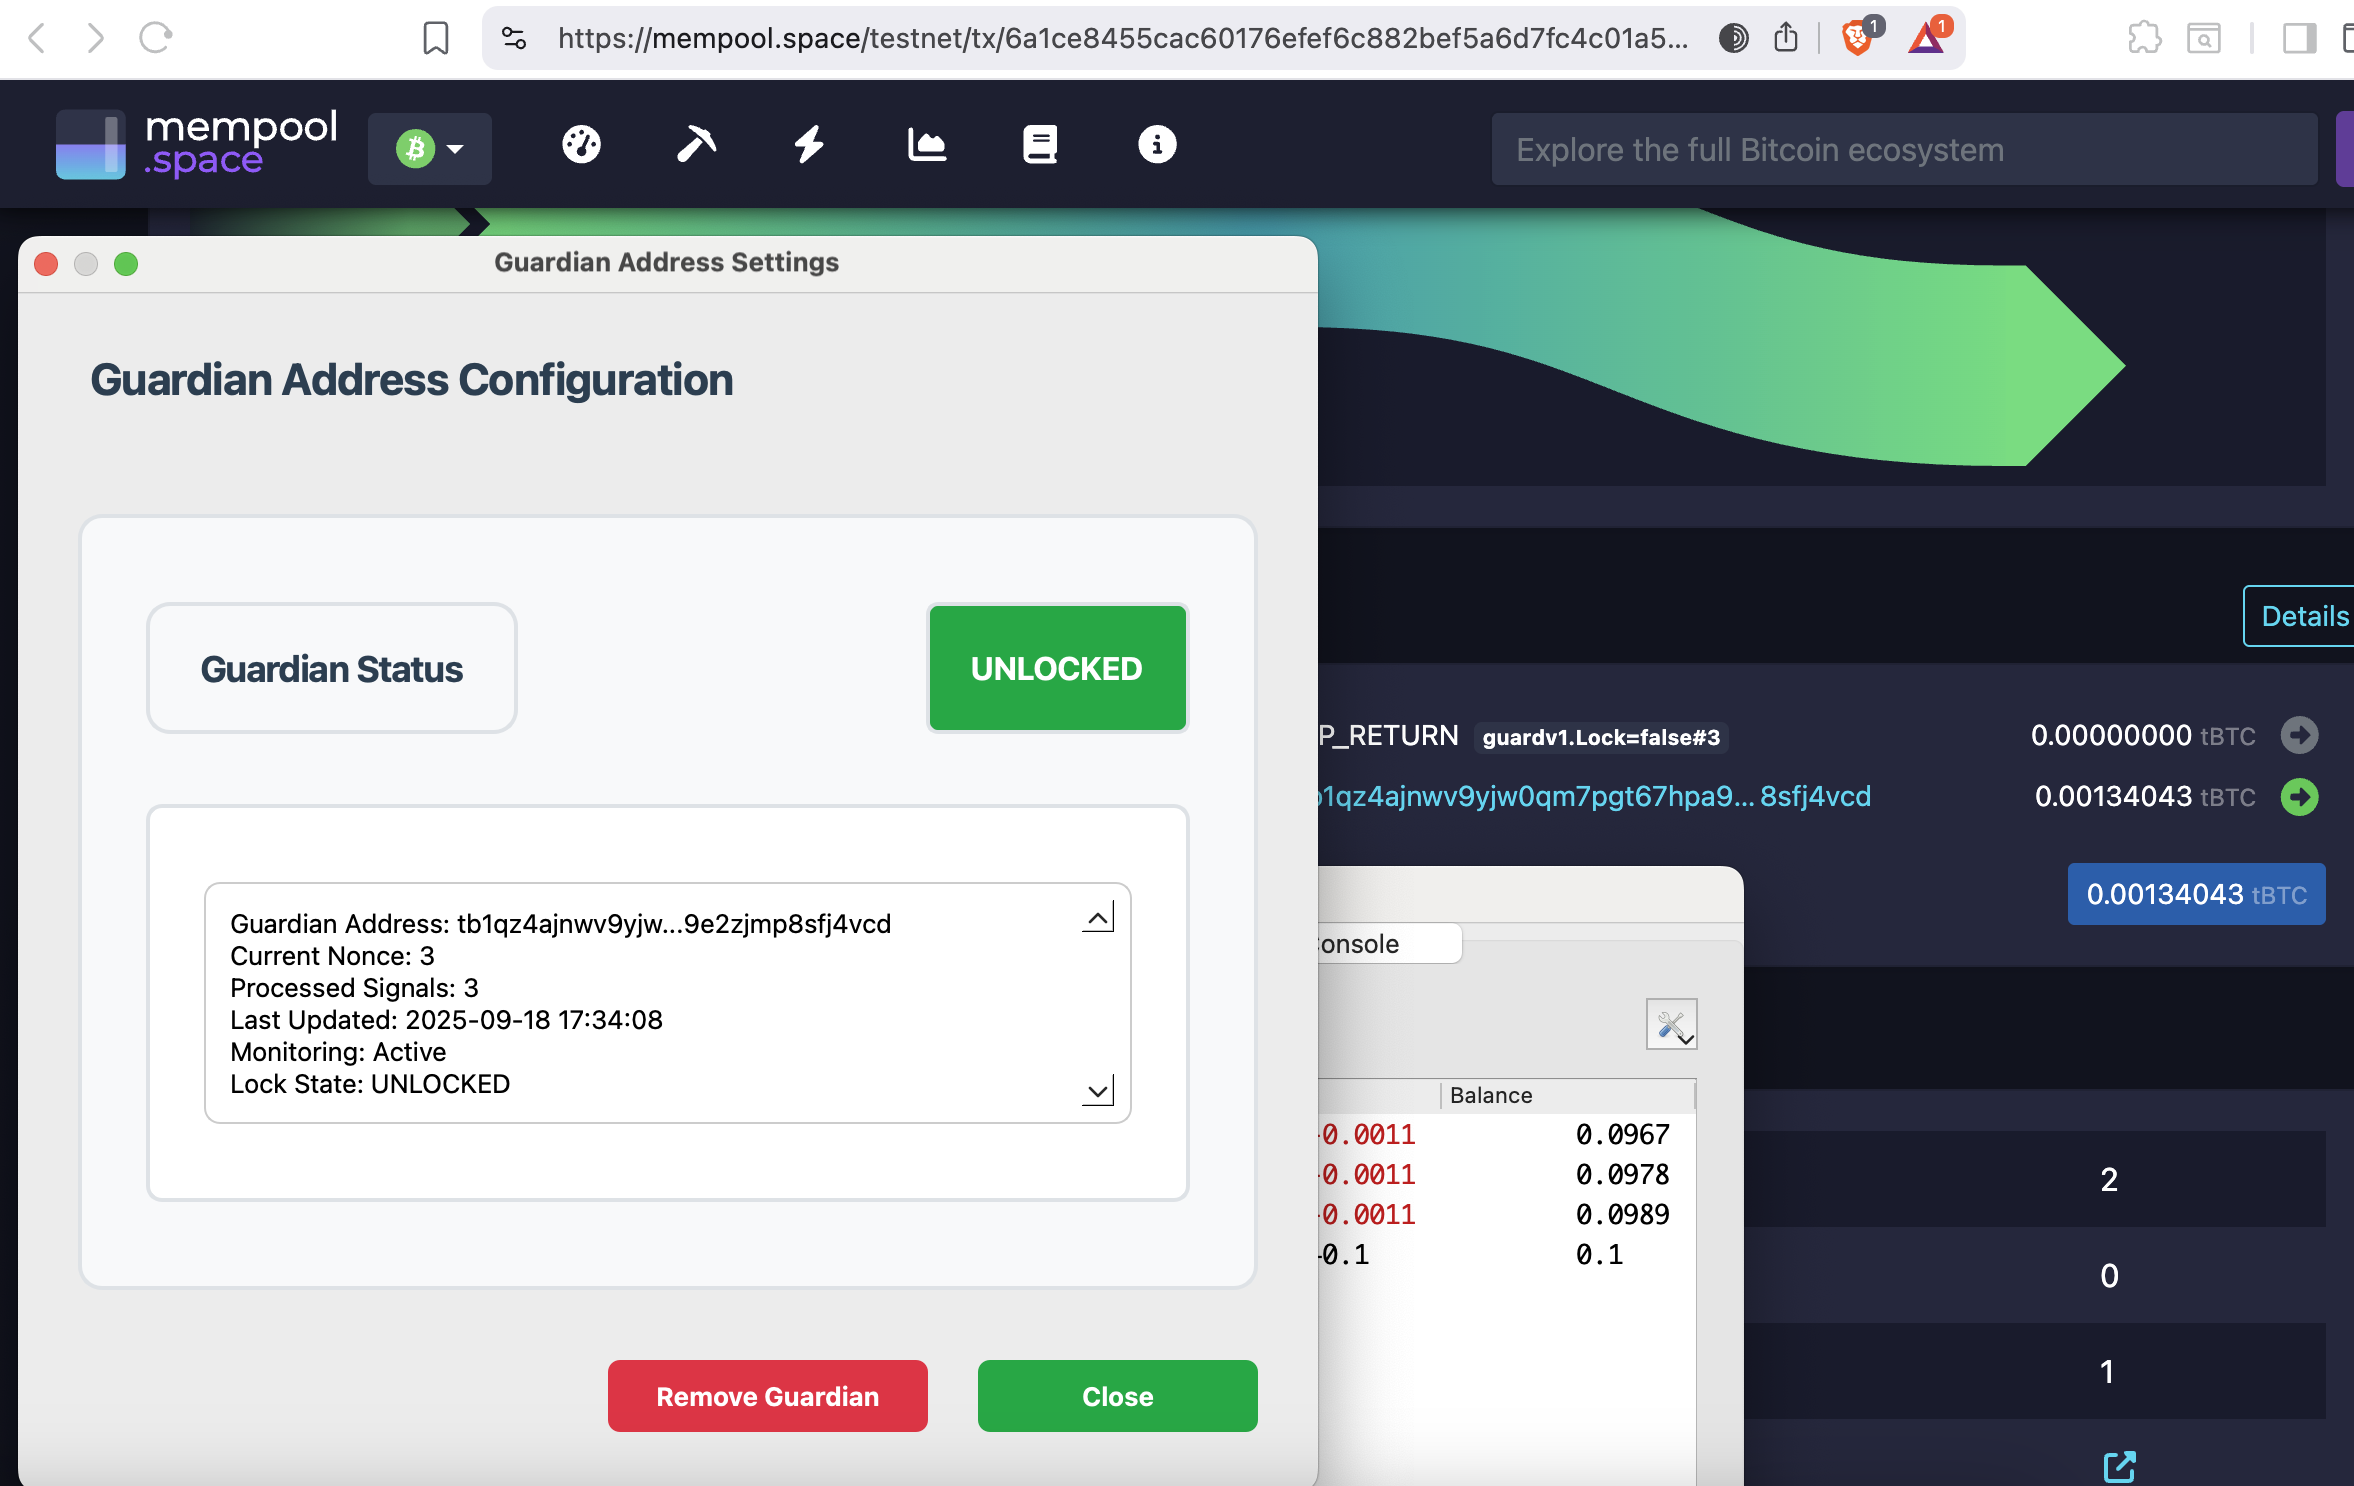 https://mempool.space/testnet/tx/6a1ce8455cac60176efef6c882bef5a6d7fc4c01a5...
1
1
mempool
.space
Explore the full Bitcoin ecosystem
Guardian Address Settings
Guardian Address Configuration
Guardian Status
UNLOCKED
Guardian Address: tb1qz4ajnwv9yjw...9e2zjmp8sfj4vcd
Current Nonce: 3
Processed Signals: 3
Last Updated: 2025-09-18 17:34:08
Monitoring: Active
Lock State: UNLOCKED
Remove Guardian
Close
Details
P_RETURN guardv1.Lock=false#3 0.00000000 tBTC
b1qz4ajnwv9yjw0qm7pgt67hpa9... 8sfj4vcd 0.00134043 tBTC
0.00134043 tBTC
onsole
Balance
-0.0011 0.0967
-0.0011 0.0978
-0.0011 0.0989
+0.1 0.1
2
0
1